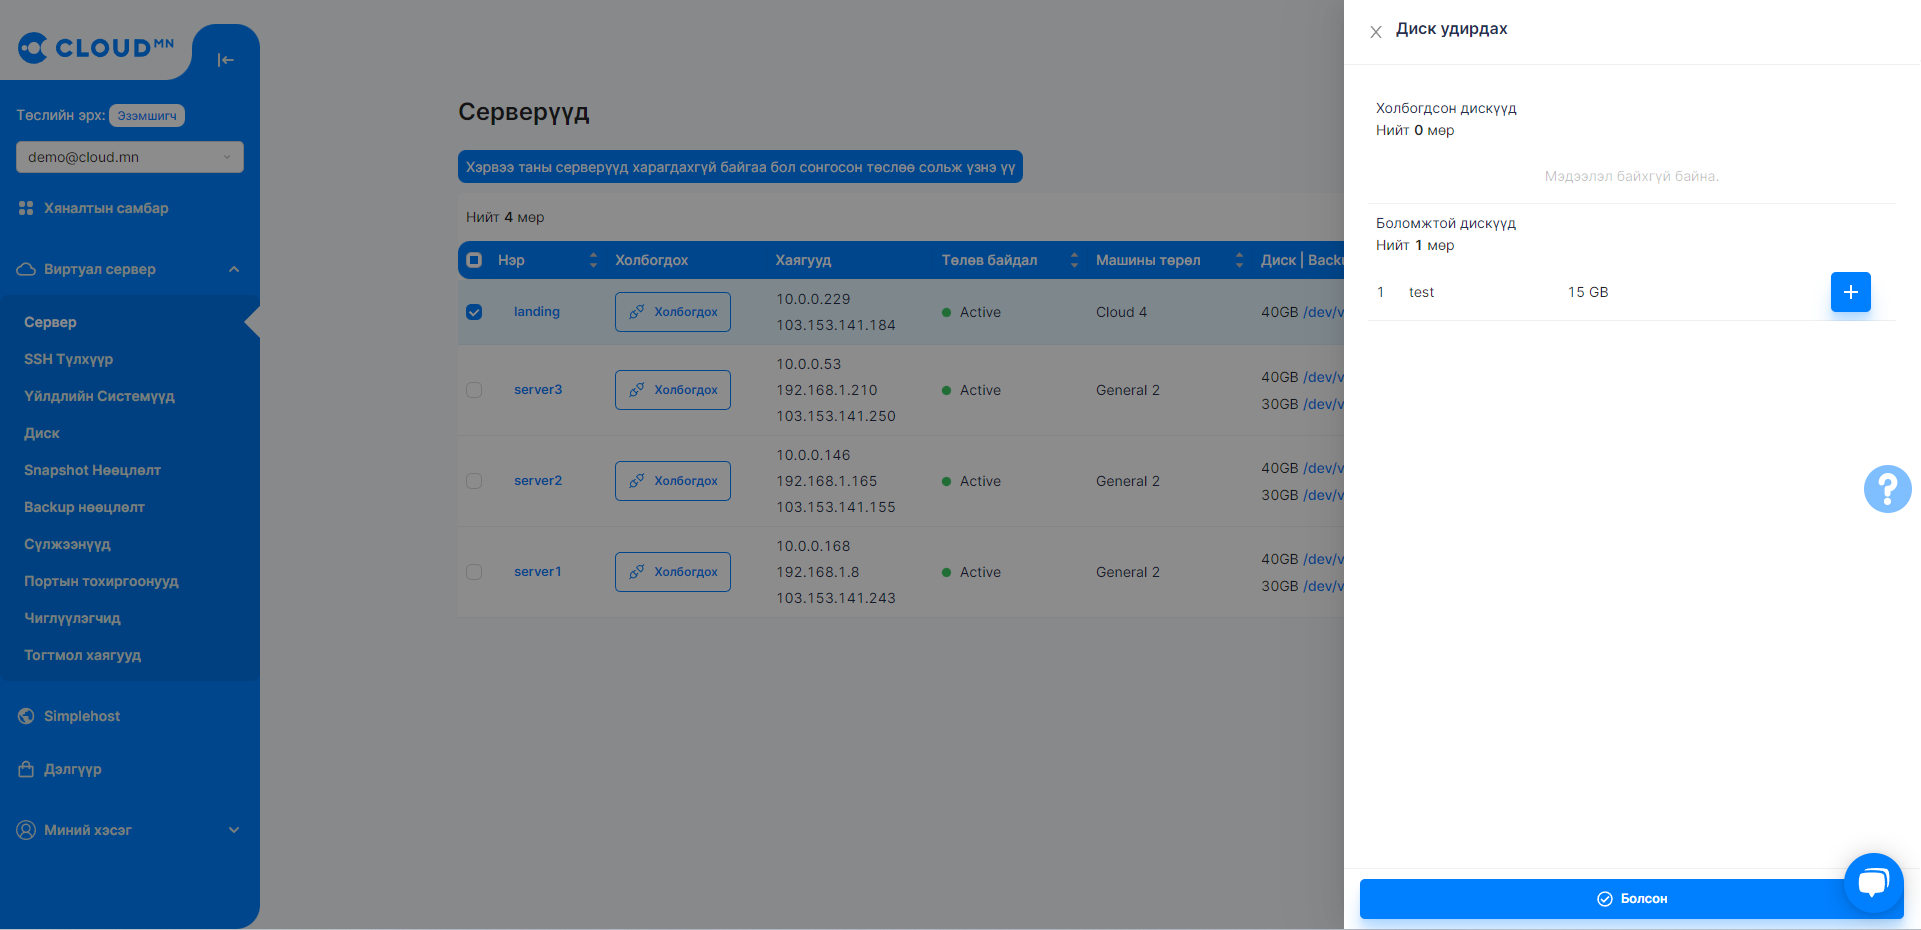 CLOUD MN
Төслийн эрх: Эзэмшигч
demo@cloud.mn
Хяналтын самбар
Виртуал сервер
Сервер
SSH Түлхүүр
Үйлдлийн Системүүд
Диск
Snapshot Нөөцлөлт
Backup нөөцлөлт
Сүлжээнүүд
Портын тохиргоонууд
Чиглүүлэгчид
Тогтмол хаягууд
Simplehost
Дэлгүүр
Миний хэсэг
Серверүүд
Хэрвээ таны серверүүд харагдахгүй байгаа бол сонгосон төслөө сольж үзнэ үү
Нийт 4 мөр
Нэр Холбогдох Хаягууд Төлөв байдал Машины төрөл Диск | Backu
landing Холбогдох 10.0.0.229 Active Cloud 4 40GB /dev/v
103.153.141.184
server3 Холбогдох 10.0.0.53 Active General 2 40GB /dev/v
192.168.1.210 30GB /dev/v
103.153.141.250
server2 Холбогдох 10.0.0.146 Active General 2 40GB /dev/v
192.168.1.165 30GB /dev/v
103.153.141.155
server1 Холбогдох 10.0.0.168 Active General 2 40GB /dev/v
192.168.1.8 30GB /dev/v
103.153.141.243
Диск удирдах
Холбогдсон дискүүд
Нийт 0 мөр
Мэдээлэл байхгүй байна.
Боломжтой дискүүд
Нийт 1 мөр
1 test 15 GB
Болсон